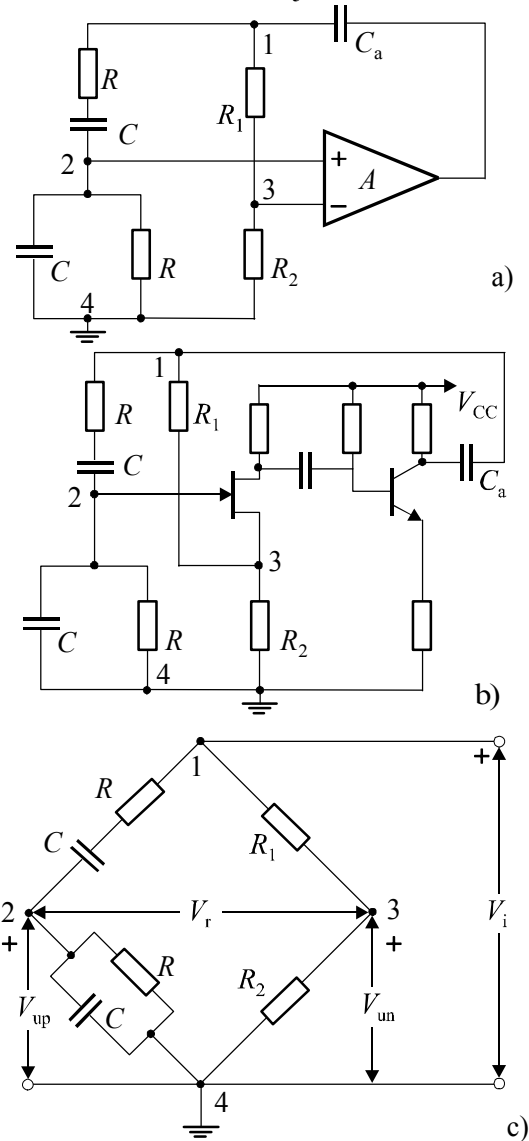 1
C_a
R
R_1
C
2
+
A
3
−
C
R
R_2
4
a)
1
R
R_1
V_CC
C
C_a
2
3
C
R
R_2
4
b)
1
+
R
C
R_1
2
V_r
3
V_i
+
+
R
R_2
V_up
C
V_un
4
c)